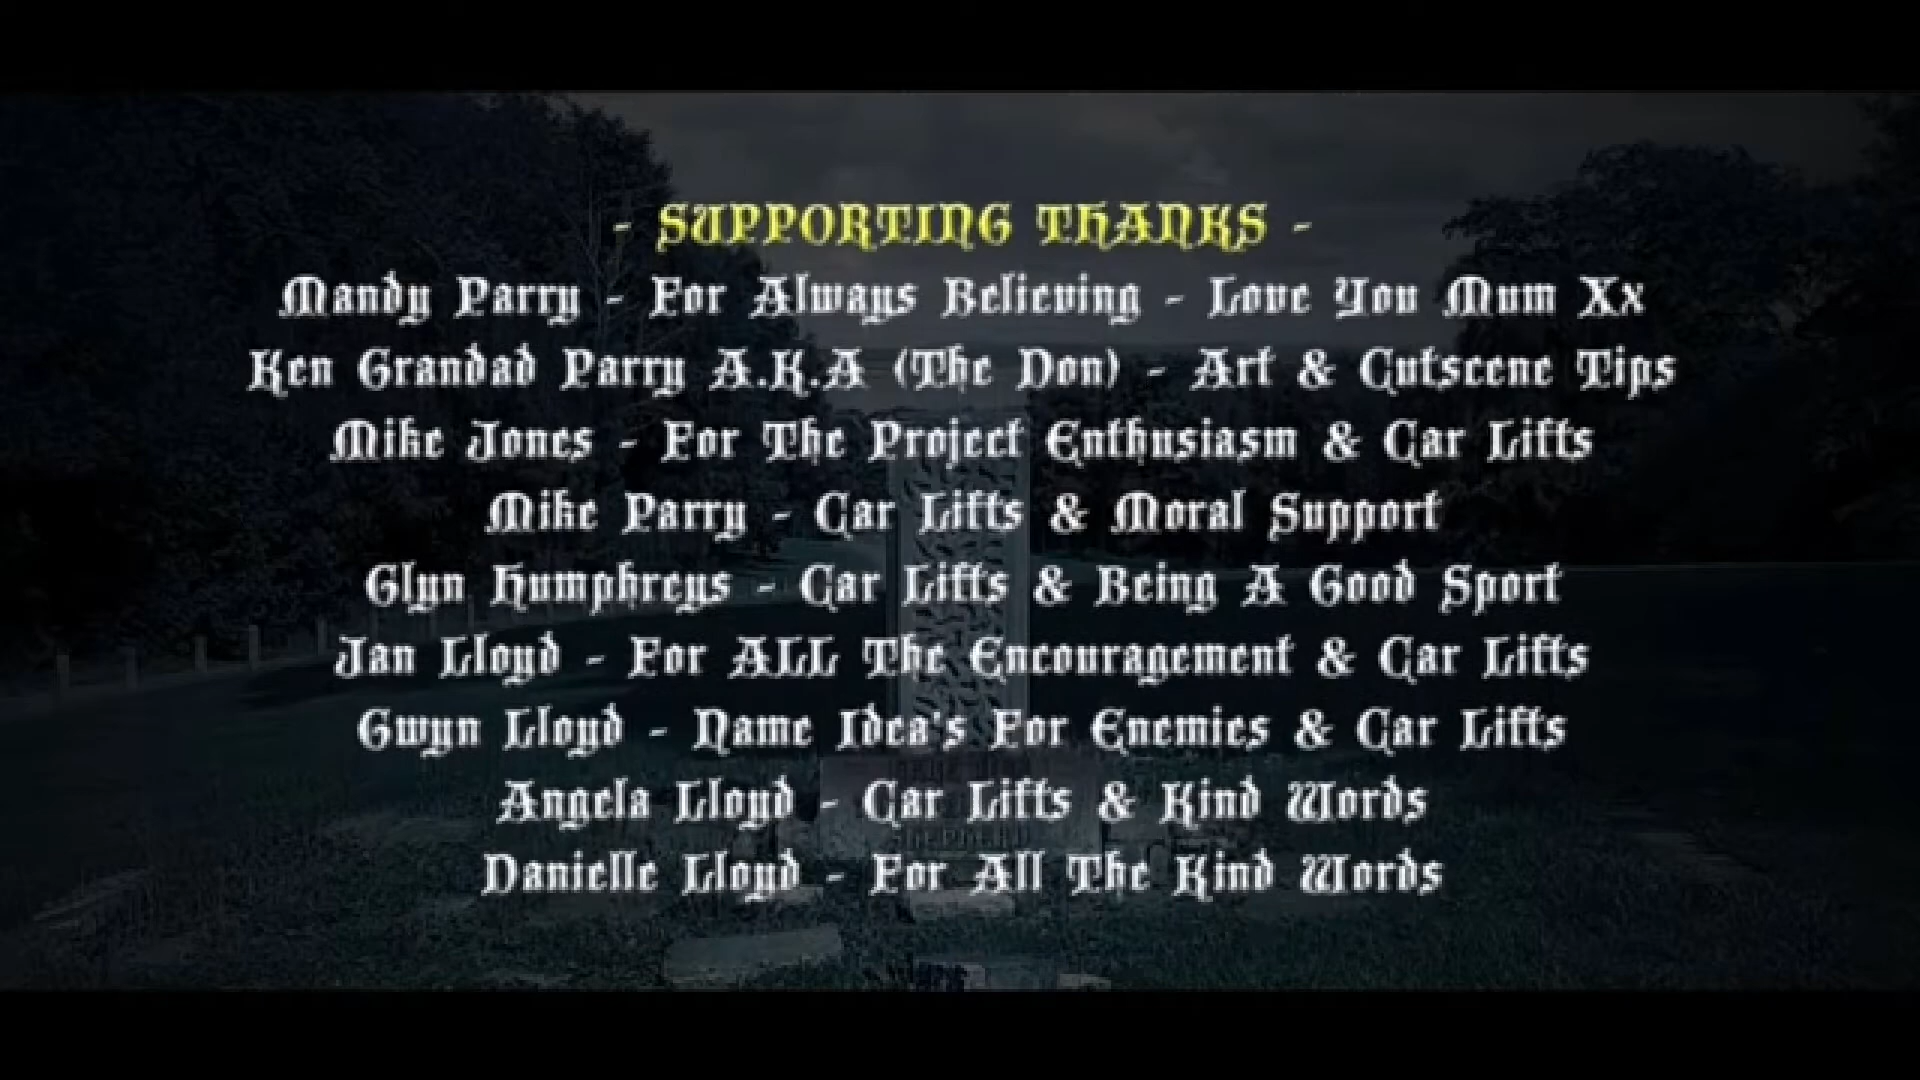 - SUPPORTING THANKS -
Mandy Parry - For Always Believing - Love You Mum Xx
Ken Grandad Parry A.K.A (The Don) - Art & Cutscene Tips
Mike Jones - For The Project Enthusiasm & Car Lifts
Mike Parry - Car Lifts & Moral Support
Glyn Humphreys - Car Lifts & Being A Good Sport
Jan Lloyd - For ALL The Encouragement & Car Lifts
Gwyn Lloyd - Name Idea's For Enemies & Car Lifts
Angela Lloyd - Car Lifts & Kind Words
Danielle Lloyd - For All The Kind Words